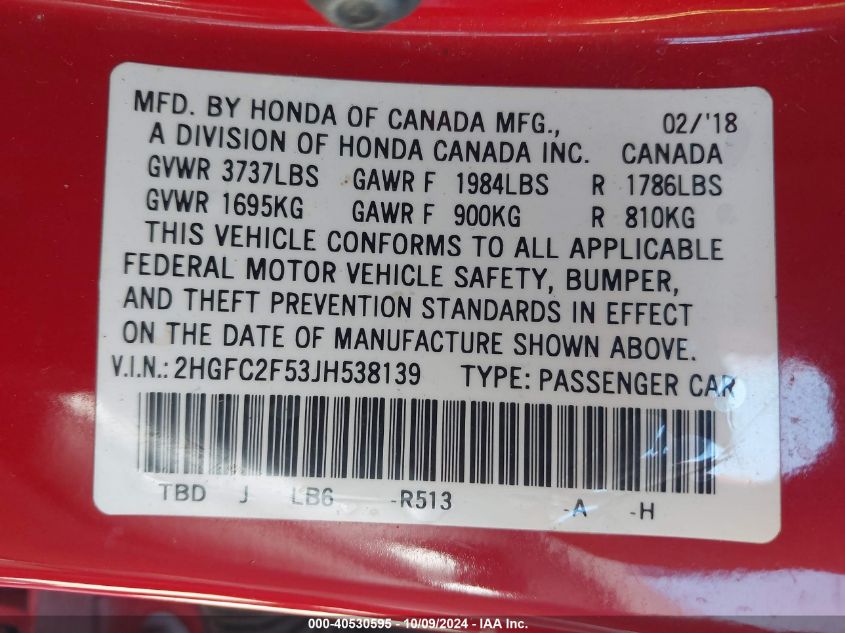 MFD. BY HONDA OF CANADA MFG., 02/'18
A DIVISION OF HONDA CANADA INC. CANADA
GVWR 3737LBS GAWR F 1984LBS R 1786LBS
GVWR 1695KG GAWR F 900KG R 810KG
THIS VEHICLE CONFORMS TO ALL APPLICABLE
FEDERAL MOTOR VEHICLE SAFETY, BUMPER,
AND THEFT PREVENTION STANDARDS IN EFFECT
ON THE DATE OF MANUFACTURE SHOWN ABOVE.
V.I.N.: 2HGFC2F53JH538139 TYPE: PASSENGER CAR
TBD J LB6 -R513 -A -H
000-40530595 - 10/09/2024 - IAA Inc.